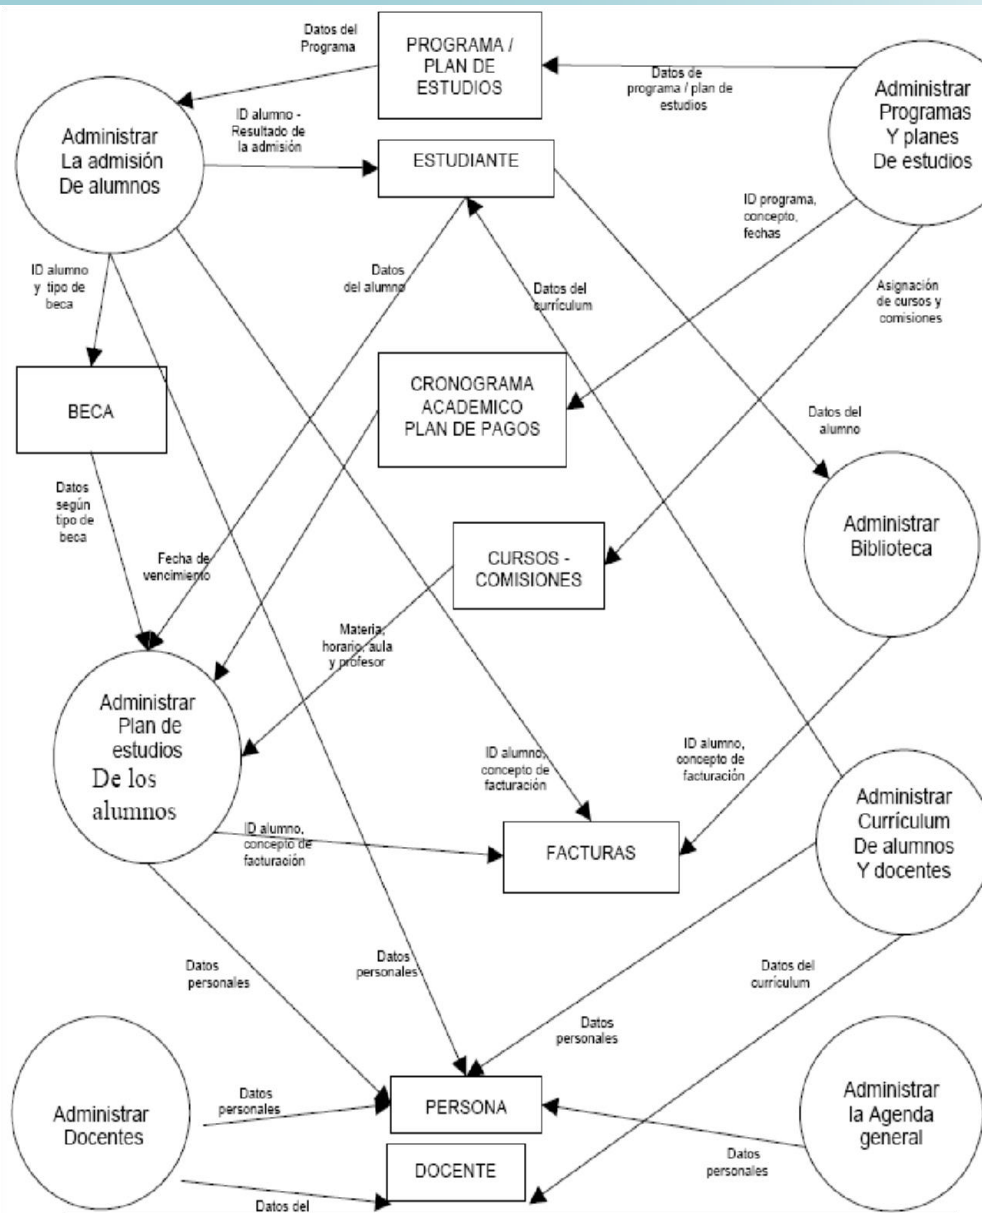 Datos del
Programa
PROGRAMA /
PLAN DE
ESTUDIOS
Datos de
programa / plan de
estudios
Administrar
Programas
Y planes
De estudios
Administrar
La admisión
De alumnos
ID alumno -
Resultado de
la admisión
ESTUDIANTE
ID programa,
concepto,
fechas
ID alumno
y tipo de
beca
Datos
del alumno
Datos del
currículum
Asignación
de cursos y
comisiones
BECA
CRONOGRAMA
ACADEMICO
PLAN DE PAGOS
Datos del
alumno
Datos
según
tipo de
beca
Fecha de
vencimiento
CURSOS -
COMISIONES
Administrar
Biblioteca
Materia,
horario, aula
y profesor
Administrar
Plan de
estudios
De los
alumnos
ID alumno,
concepto de
facturación
ID alumno,
concepto de
facturación
Administrar
Currículum
De alumnos
Y docentes
ID alumno,
concepto de
facturación
FACTURAS
Datos
personales
Datos
personales
Datos del
currículum
Datos
personales
Administrar
Docentes
Datos
personales
PERSONA
Administrar
la Agenda
general
DOCENTE
Datos
personales
Datos del